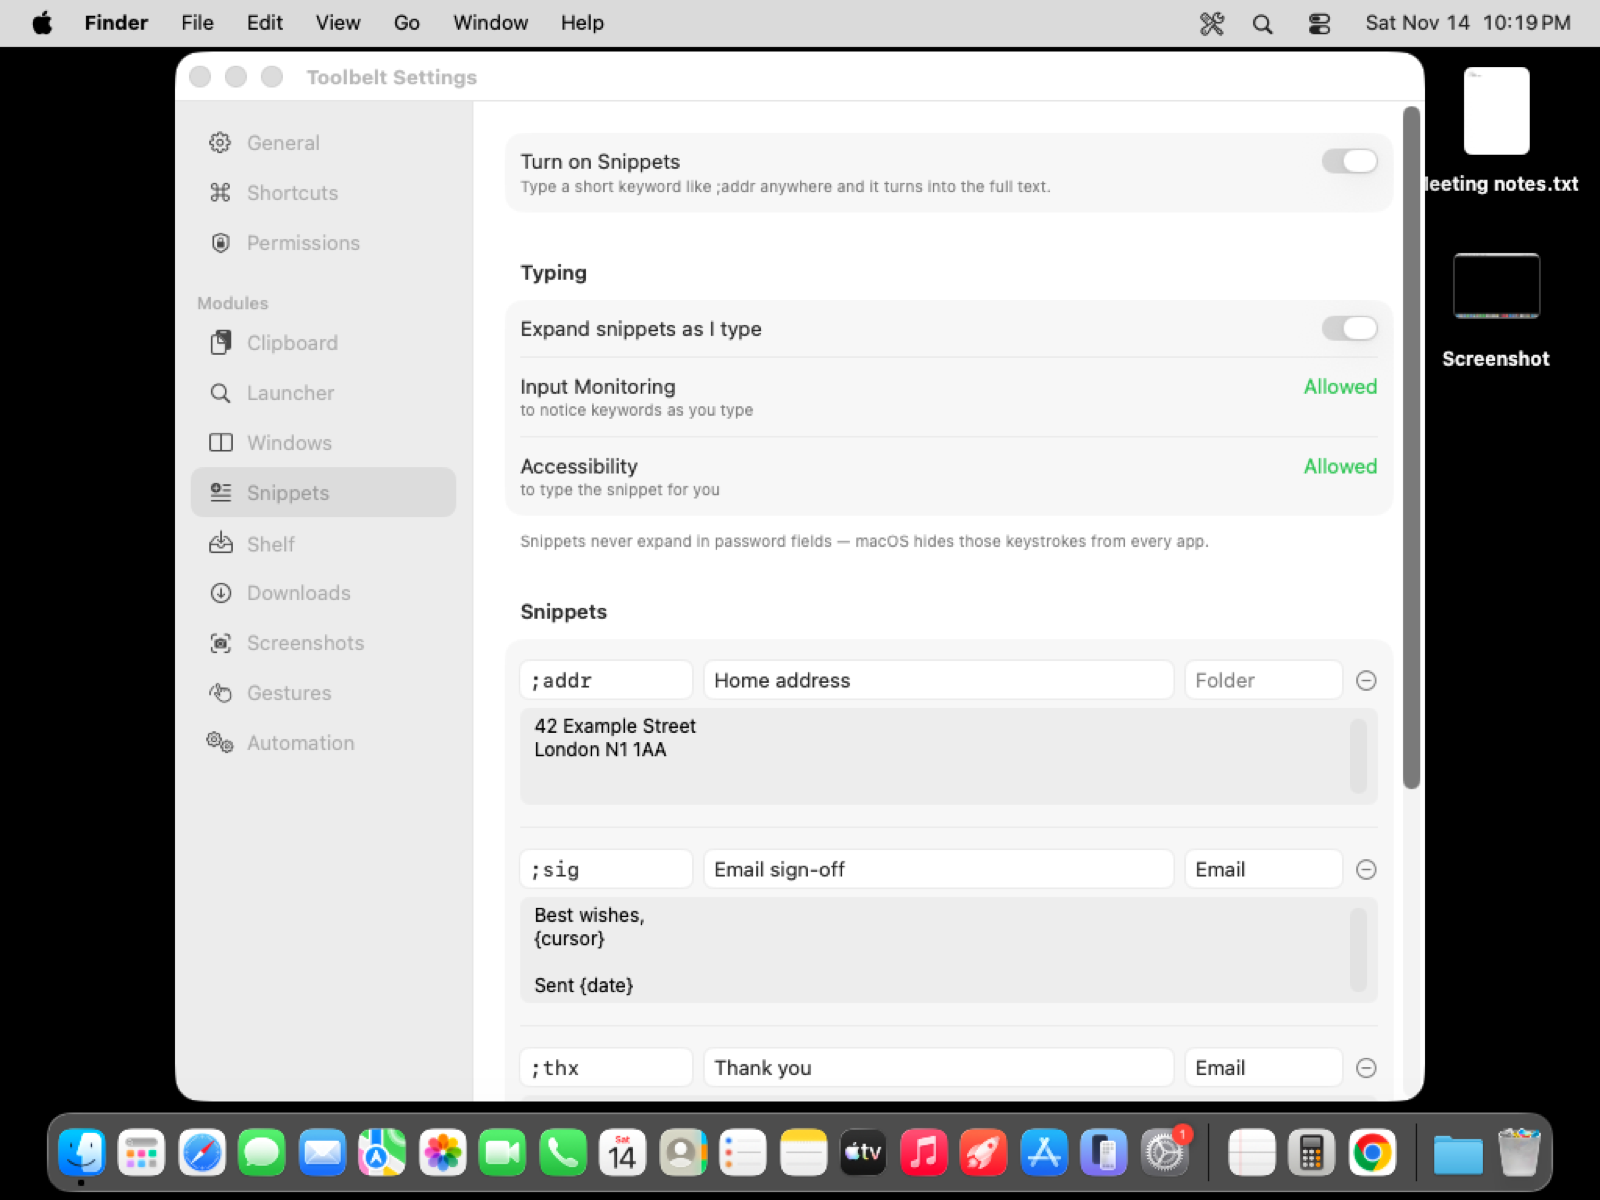 Finder File Edit View Go Window Help Sat Nov 14 10:19 PM
Toolbelt Settings
General
Shortcuts
Permissions
Modules
Clipboard
Launcher
Windows
Snippets
Shelf
Downloads
Screenshots
Gestures
Automation
Turn on Snippets
Type a short keyword like ;addr anywhere and it turns into the full text.
Typing
Expand snippets as I type
Input Monitoring Allowed
to notice keywords as you type
Accessibility Allowed
to type the snippet for you
Snippets never expand in password fields — macOS hides those keystrokes from every app.
Snippets
;addr Home address Folder
42 Example Street
London N1 1AA
;sig Email sign-off Email
Best wishes,
{cursor}
Sent {date}
;thx Thank you Email
eeting notes.txt
Screenshot
Sat
14
tv
1